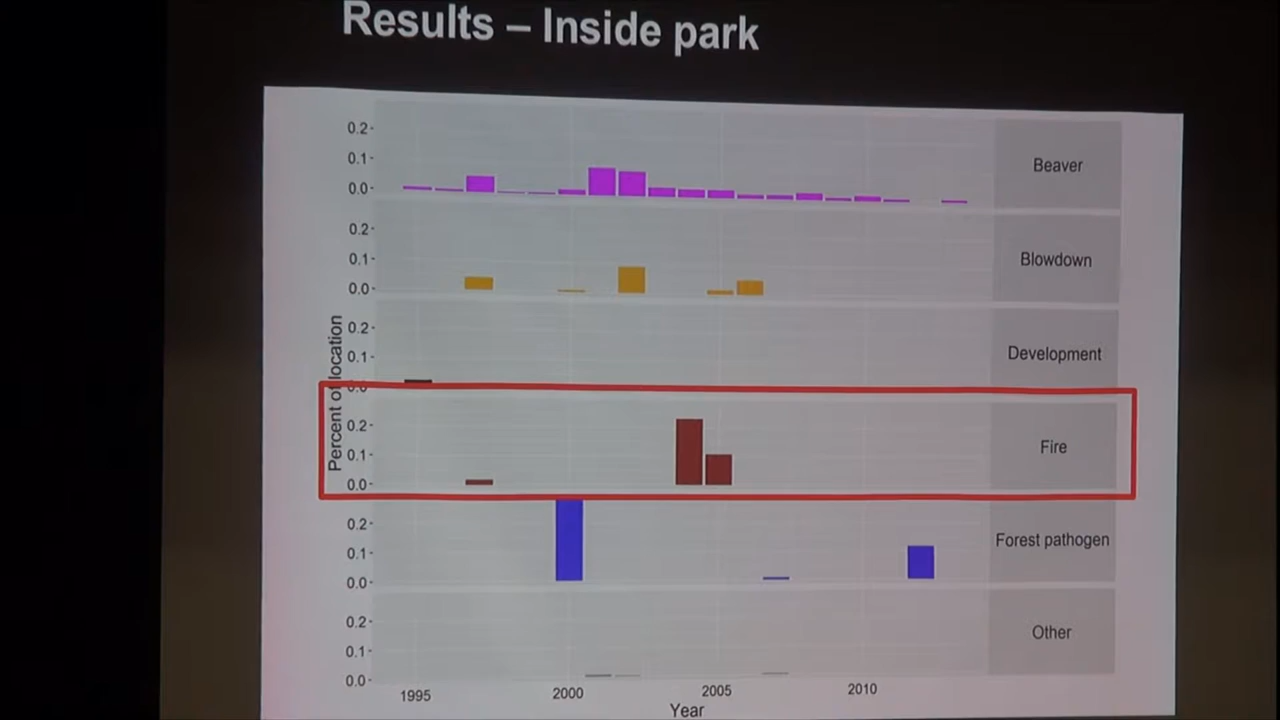 Results – Inside park
0.2
0.1
0.0
Beaver
0.2
0.1
0.0
Blowdown
0.2
0.1
0.0
Development
0.2
0.1
0.0
Fire
0.2
0.1
0.0
Forest pathogen
0.2
0.1
0.0
Other
Percent of location
1995 2000 2005 2010
Year